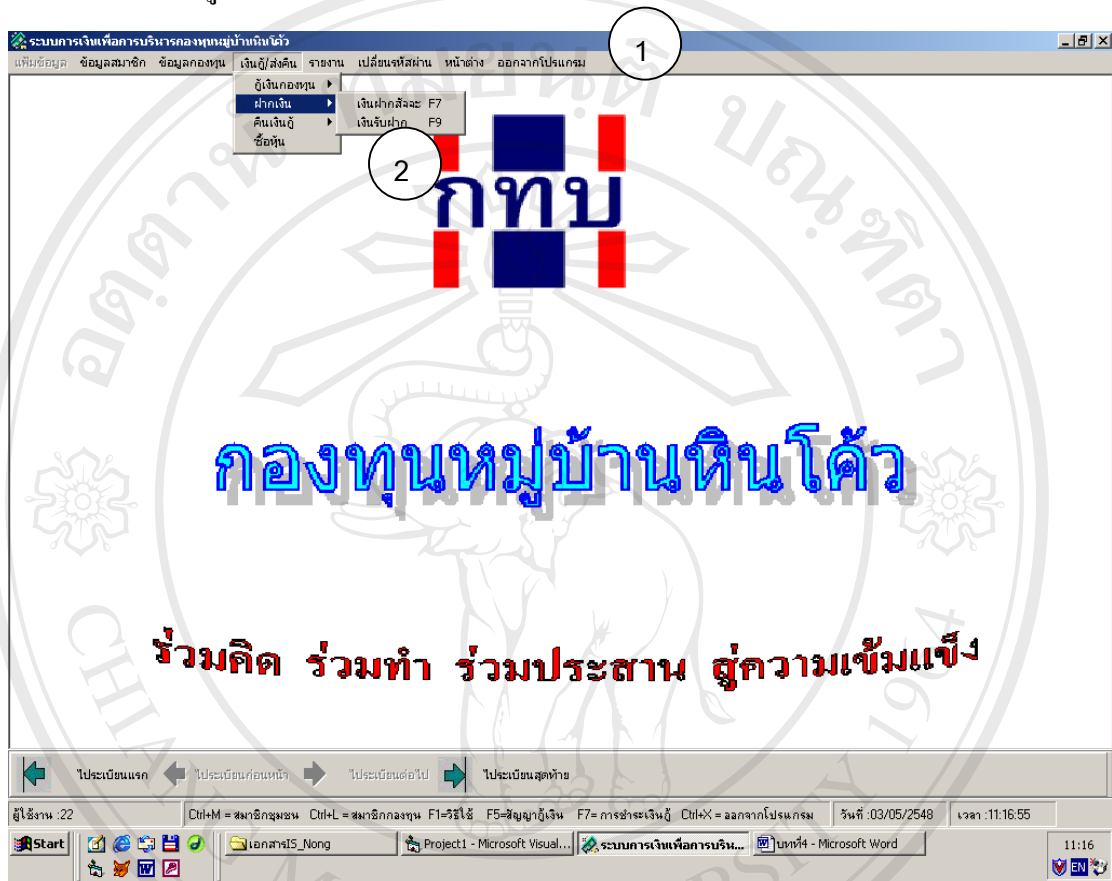 ระบบการเงินเพื่อการบริหารกองทุนหมู่บ้านหินโค้ว
แฟ้มข้อมูล ข้อมูลสมาชิก ข้อมูลกองทุน เงินกู้/ส่งคืน รายงาน เปลี่ยนรหัสผ่าน หน้าต่าง ออกจากโปรแกรม
1
กู้เงินกองทุน
ฝากเงิน
คืนเงินกู้
ซื้อหุ้น
เงินฝากสัจจะ F7
เงินรับฝาก F9
2
กทบ
กองทุนหมู่บ้านหินโค้ว
ร่วมคิด ร่วมทำ ร่วมประสาน สู่ความเข้มแข็ง
ไประเบียนแรก ไประเบียนก่อนหน้า ไประเบียนต่อไป ไประเบียนสุดท้าย
ผู้ใช้งาน :22 Ctrl+M = สมาชิกชุมชน Ctrl+L = สมาชิกกองทุน F1=วิธีใช้ F5=สัญญากู้เงิน F7= การชำระเงินกู้ Ctrl+X = ออกจากโปรแกรม วันที่ :03/05/2548 เวลา :11:16:55
Start เอกสารIS_Nong Project1 - Microsoft Visual... ระบบการเงินเพื่อการบริห... บทที่4 - Microsoft Word 11:16
EN
CHIANG
1964